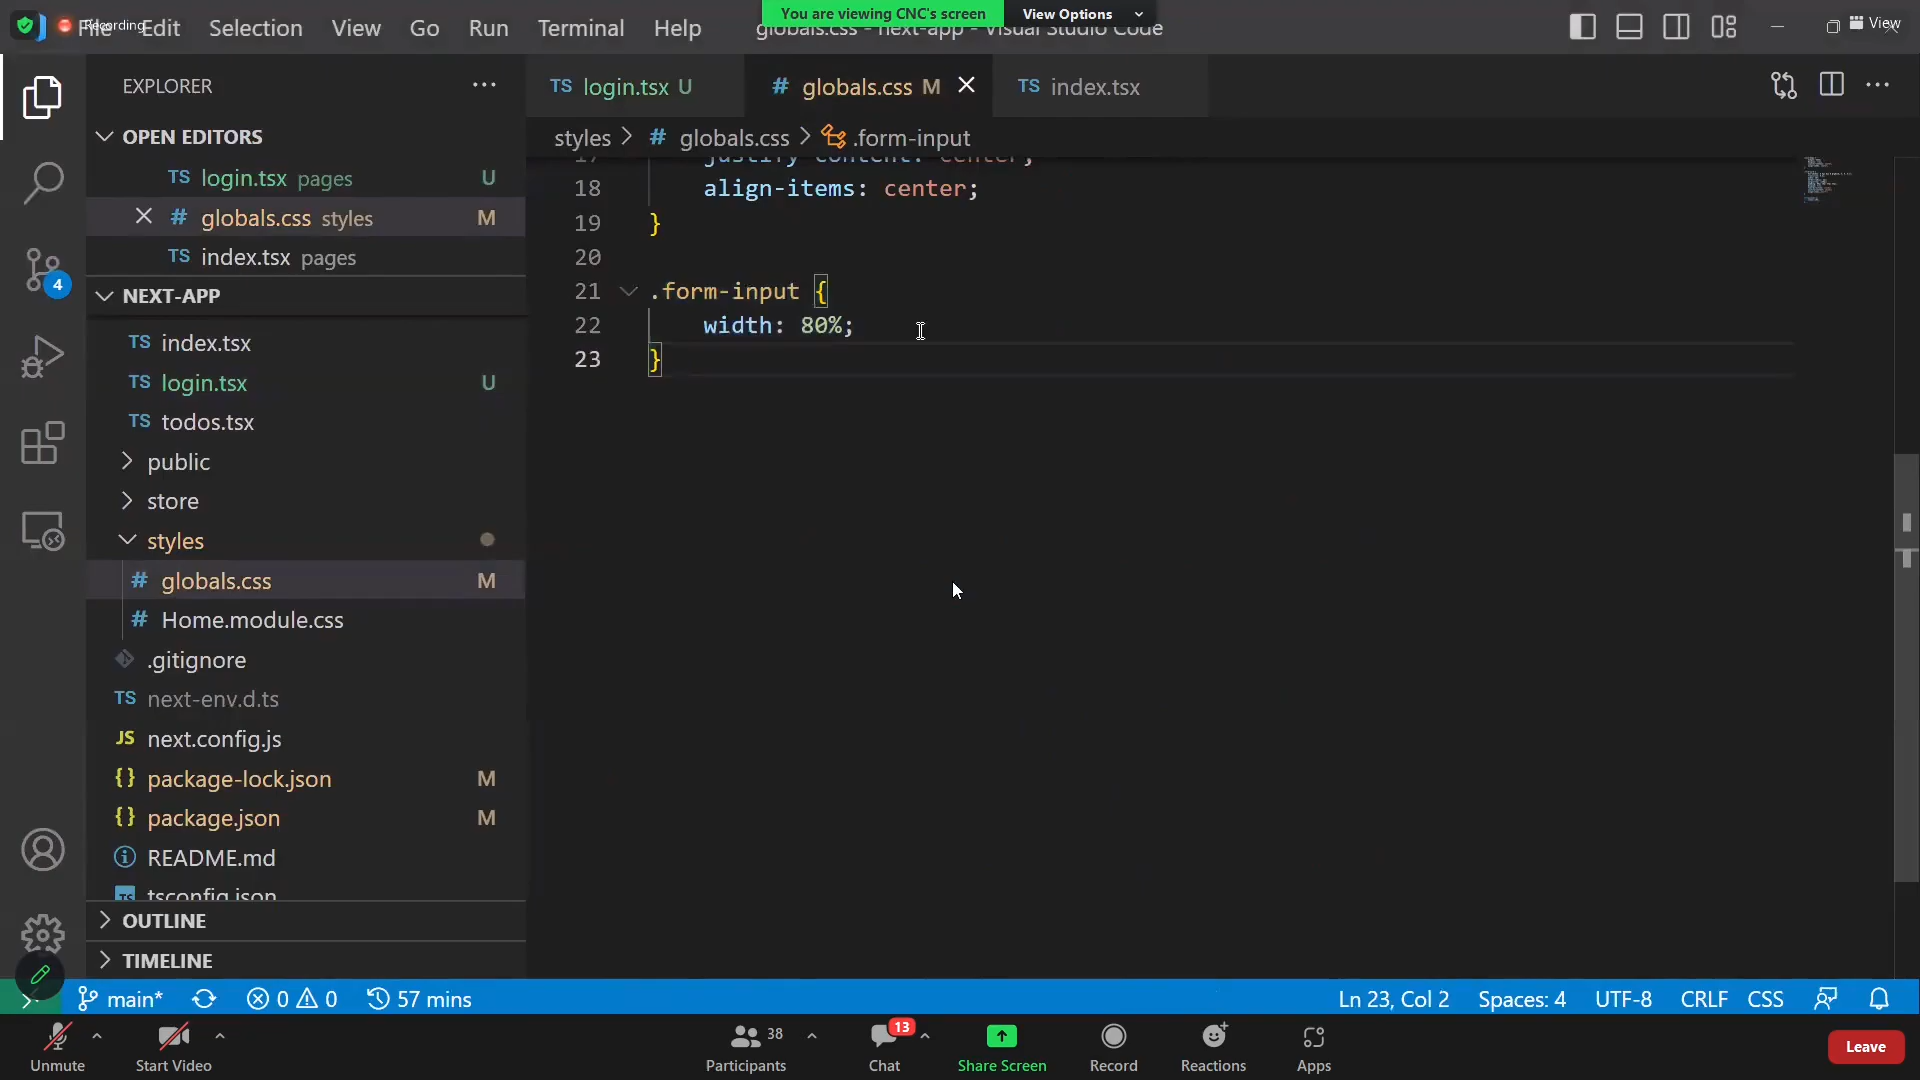 Recording
File Edit Selection View Go Run Terminal Help
You are viewing CNC's screen View Options
globals.css - next-app - Visual Studio Code
View
EXPLORER
OPEN EDITORS
TS login.tsx pages U
# globals.css styles M
TS index.tsx pages
NEXT-APP
TS index.tsx
TS login.tsx U
TS todos.tsx
public
store
styles
# globals.css M
# Home.module.css
.gitignore
TS next-env.d.ts
JS next.config.js
{} package-lock.json M
{} package.json M
README.md
TS tsconfig.json
OUTLINE
TIMELINE
4
TS login.tsx U # globals.css M TS index.tsx
styles > # globals.css > .form-input
17 justify-content: center;
18 align-items: center;
19 }
20
21 .form-input {
22 width: 80%;
23 }
main* 0 0 57 mins Ln 23, Col 2 Spaces: 4 UTF-8 CRLF CSS
Unmute Start Video Participants 38 Chat 13 Share Screen Record Reactions Apps Leave